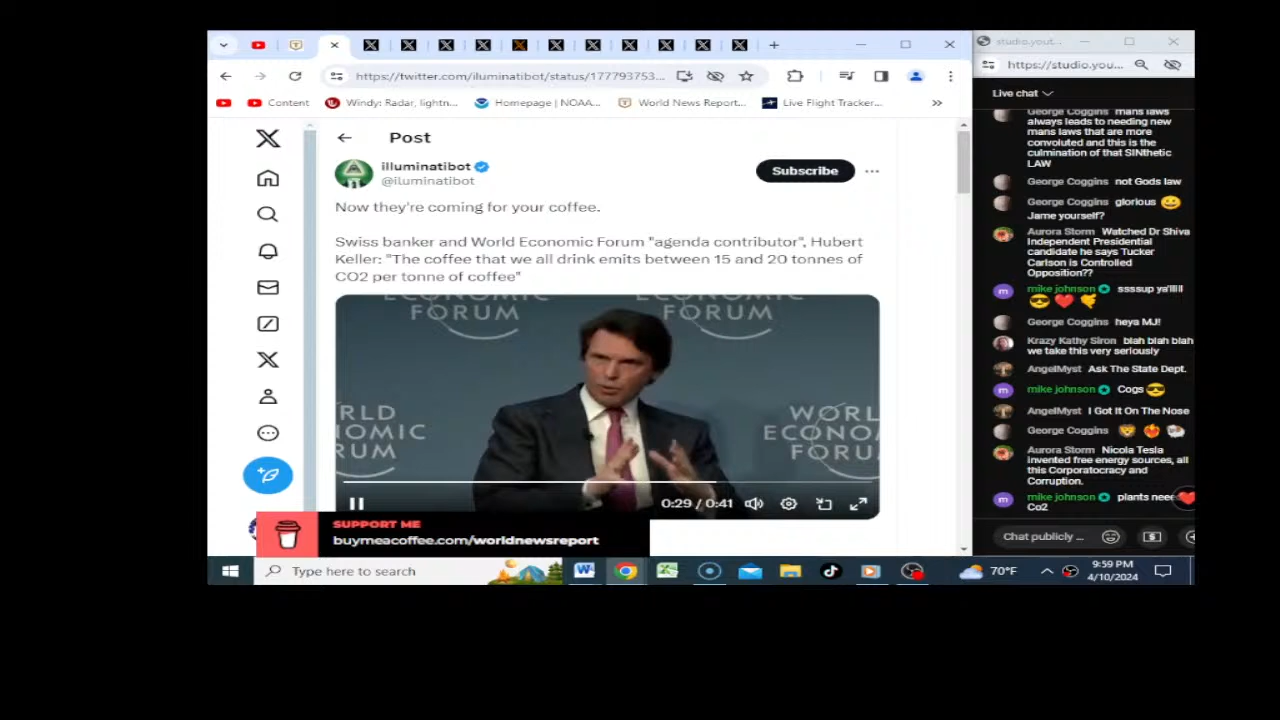 studio.yout...
https://twitter.com/iluminatibot/status/177793753...
https://studio.you...
Content
Windy: Radar, lightn...
Homepage | NOAA...
World News Report...
Live Flight Tracker...
»
Live chat
Post
illuminatibot
@iluminatibot
Subscribe
Now they're coming for your coffee.
Swiss banker and World Economic Forum "agenda contributor", Hubert
Keller: "The coffee that we all drink emits between 15 and 20 tonnes of
CO2 per tonne of coffee"
ECONOMIC
FORUM
ECONOMIC
FORUM
RLD
NOMIC
RUM
WORL
ECONO
FORU
0:29 / 0:41
SUPPORT ME
buymeacoffee.com/worldnewsreport
George Coggins mans laws
always leads to needing new
mans laws that are more
convoluted and this is the
culmination of that SINthetic
LAW
George Coggins not Gods law
George Coggins glorious 😀
Jame yourself?
Aurora Storm Watched Dr Shiva
Independent Presidential
candidate he says Tucker
Carlson is Controlled
Opposition??
m mike johnson ssssup ya'lllll
😎 ❤️ 🤙
George Coggins heya MJ!
Krazy Kathy Siron blah blah blah
we take this very seriously
AngelMyst Ask The State Dept.
m mike johnson Cogs 😎
AngelMyst I Got It On The Nose
George Coggins 🦁 ❤️‍🔥 🐏
Aurora Storm Nicola Tesla
invented free energy sources, all
this Corporatocracy and
Corruption.
m mike johnson plants nee
Co2
Chat publicly ...
Type here to search
70°F
9:59 PM
4/10/2024